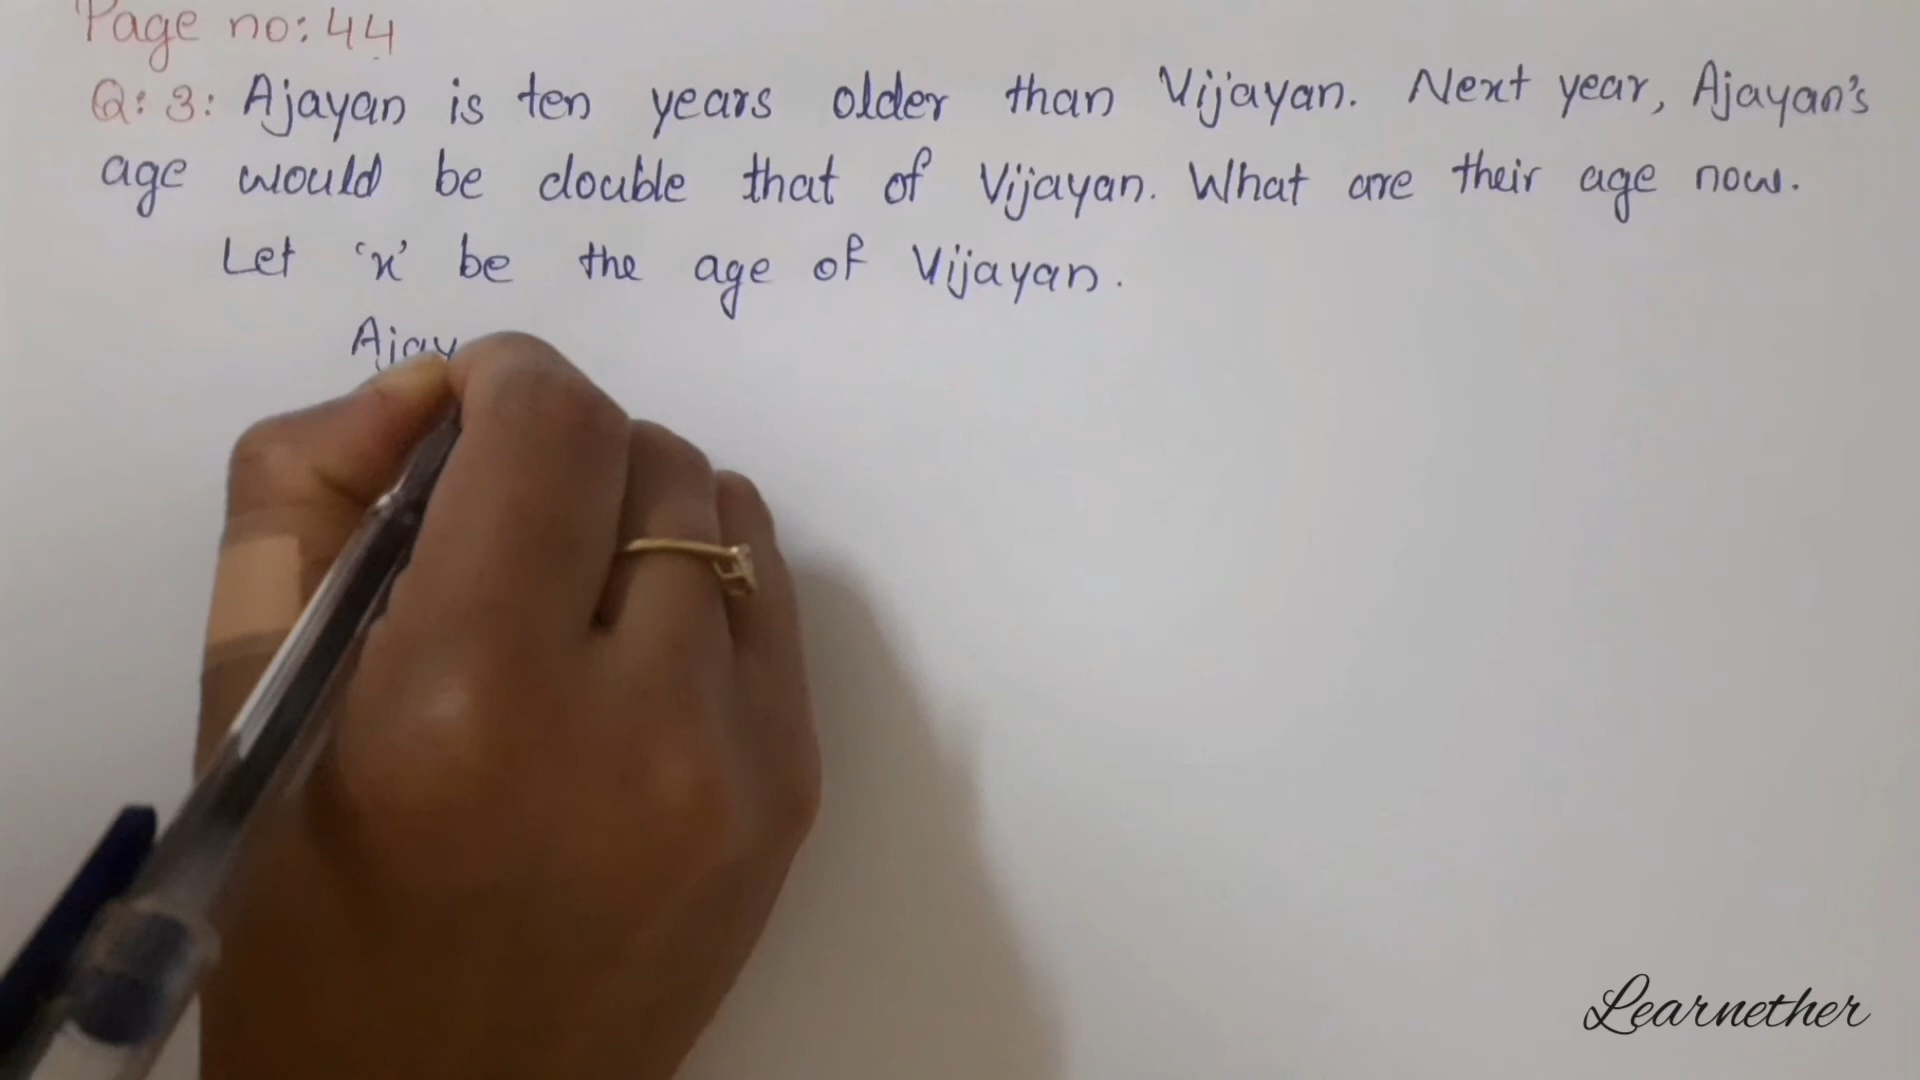 Page no: 44
Q: 3: Ajayan is ten years older than Vijayan. Next year, Ajayan's
age would be double that of Vijayan. What are their age now.
Let 'x' be the age of Vijayan.
Ajay
Learnether